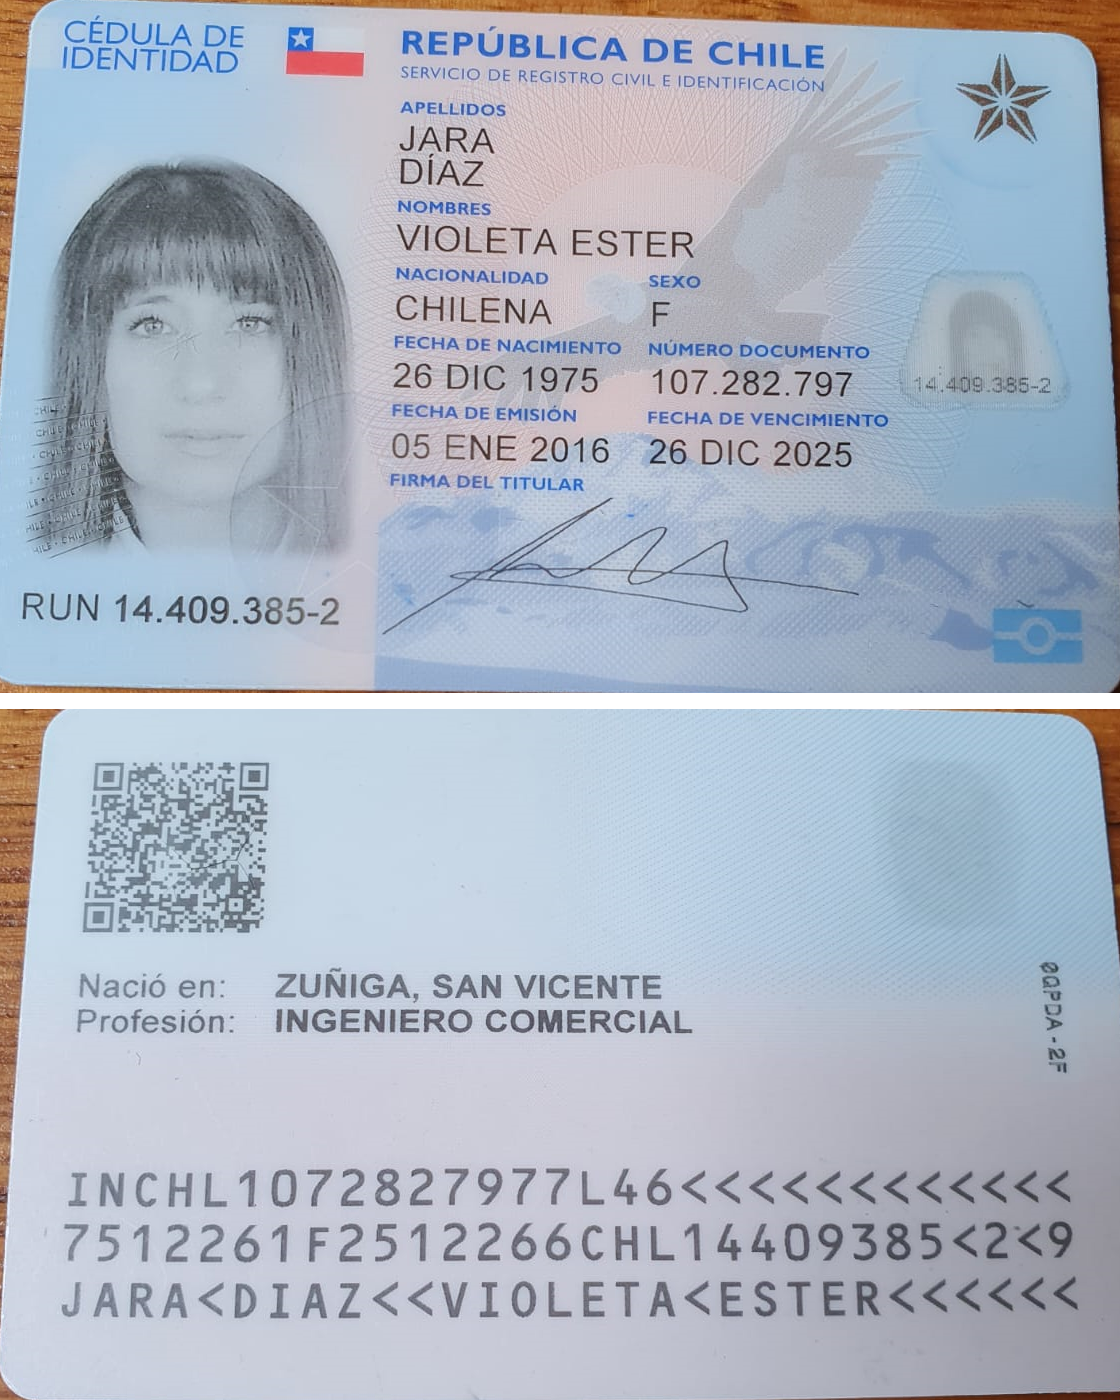 CÉDULA DE
IDENTIDAD
REPÚBLICA DE CHILE
SERVICIO DE REGISTRO CIVIL E IDENTIFICACIÓN
APELLIDOS
JARA
DÍAZ
NOMBRES
VIOLETA ESTER
NACIONALIDAD SEXO
CHILENA F
FECHA DE NACIMIENTO NÚMERO DOCUMENTO
26 DIC 1975 107.282.797
14.409.385-2
FECHA DE EMISIÓN FECHA DE VENCIMIENTO
05 ENE 2016 26 DIC 2025
FIRMA DEL TITULAR
RUN 14.409.385-2
Nació en: ZUÑIGA, SAN VICENTE
Profesión: INGENIERO COMERCIAL
0QPDA-2F
INCHL1072827977L46<<<<<<<<<<<<
7512261F2512266CHL14409385<2<9
JARA<DIAZ<<VIOLETA<ESTER<<<<<<